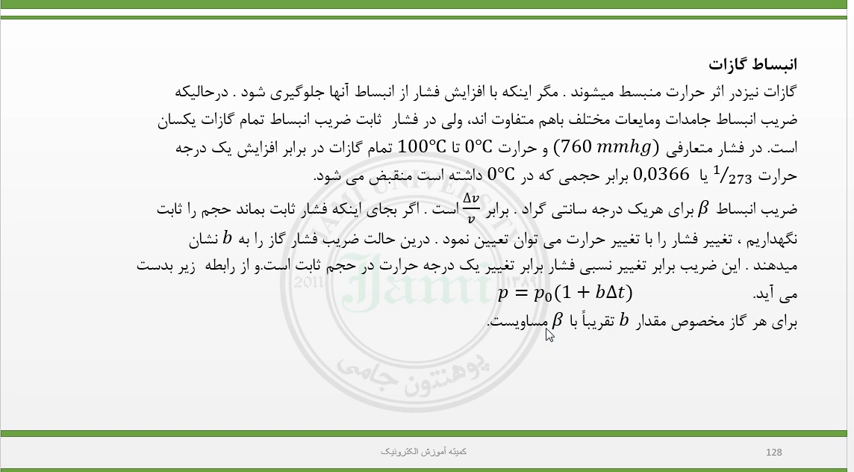 انبساط گازات
گازات نیزدر اثر حرارت منبسط میشوند . مگر اینکه با افزایش فشار از انبساط آنها جلوگیری شود . درحالیکه
ضریب انبساط جامدات ومایعات مختلف باهم متفاوت اند، ولی در فشار ثابت ضریب انبساط تمام گازات یکسان
است. در فشار متعارفی (760 mmhg) و حرارت 0°C تا 100°C تمام گازات در برابر افزایش یک درجه
حرارت 1/273 یا 0,0366 برابر حجمی که در 0°C داشته است منقبض می شود.
ضریب انبساط β برای هریک درجه سانتی گراد . برابر Δv/v است . اگر بجای اینکه فشار ثابت بماند حجم را ثابت
نگهداریم ، تغییر فشار را با تغییر حرارت می توان تعیین نمود . درین حالت ضریب فشار گاز را به b نشان
میدهند . این ضریب برابر تغییر نسبی فشار برابر تغییر یک درجه حرارت در حجم ثابت است.و از رابطه زیر بدست
می آید. p = p₀(1 + bΔt)
برای هر گاز مخصوص مقدار b تقریباً با β مساویست.
JAMI UNIVERSITY
2011 Jami ۱۳۸۹
پوهنتون جامی
کمیته آموزش الکترونیک
128